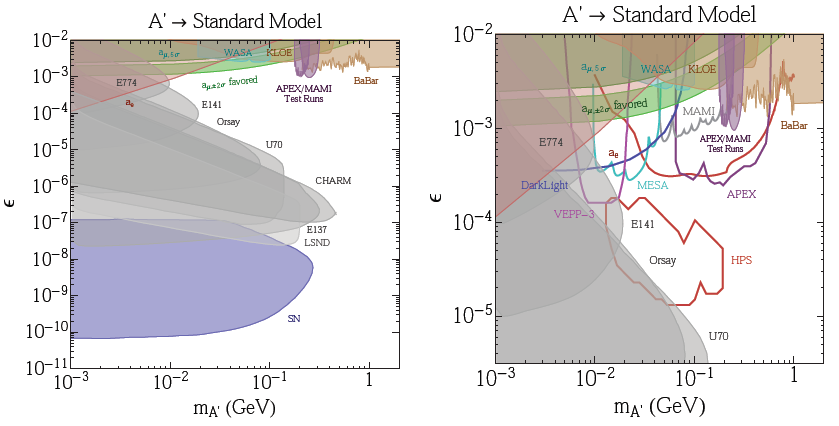 A' → Standard Model
10⁻²
10⁻³
10⁻⁴
10⁻⁵
10⁻⁶
10⁻⁷
10⁻⁸
10⁻⁹
10⁻¹⁰
10⁻¹¹
ϵ
a_μ,5σ
WASA
KLOE
E774
a_μ,±2σ favored
APEX/MAMI
Test Runs
BaBar
a_e
E141
Orsay
U70
CHARM
E137
LSND
SN
10⁻³
10⁻²
10⁻¹
1
m_A' (GeV)
A' → Standard Model
10⁻²
10⁻³
10⁻⁴
10⁻⁵
ϵ
a_μ,5σ
WASA
KLOE
a_μ,±2σ favored
MAMI
BaBar
E774
a_e
APEX/MAMI
Test Runs
DarkLight
MESA
APEX
VEPP-3
E141
Orsay
HPS
U70
10⁻³
10⁻²
10⁻¹
1
m_A' (GeV)